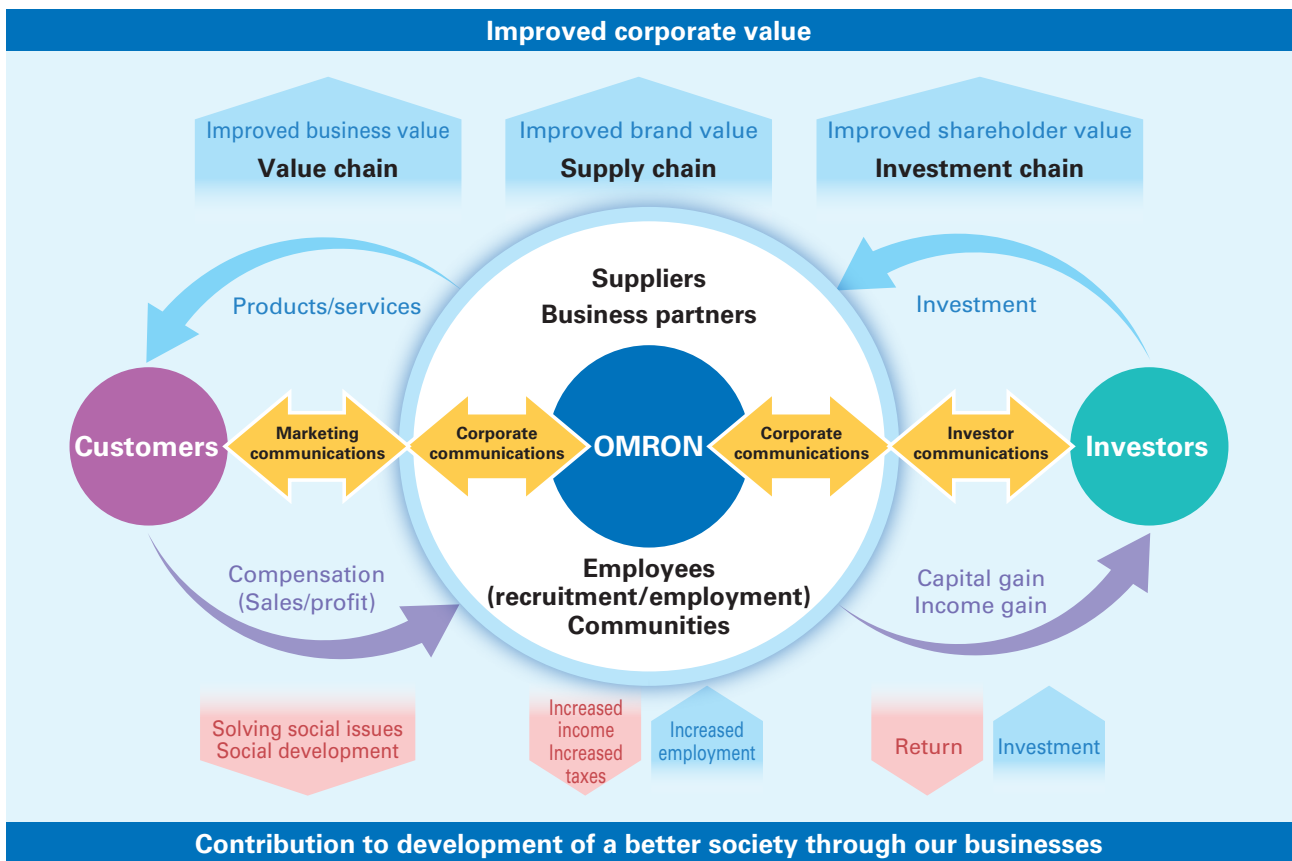 Improved corporate value
Improved business value
Value chain
Improved brand value
Supply chain
Improved shareholder value
Investment chain
Products/services
Suppliers
Business partners
Investment
Customers
Marketing
communications
Corporate
communications
OMRON
Corporate
communications
Investor
communications
Investors
Compensation
(Sales/profit)
Employees
(recruitment/employment)
Communities
Capital gain
Income gain
Solving social issues
Social development
Increased
income
Increased
taxes
Increased
employment
Return
Investment
Contribution to development of a better society through our businesses